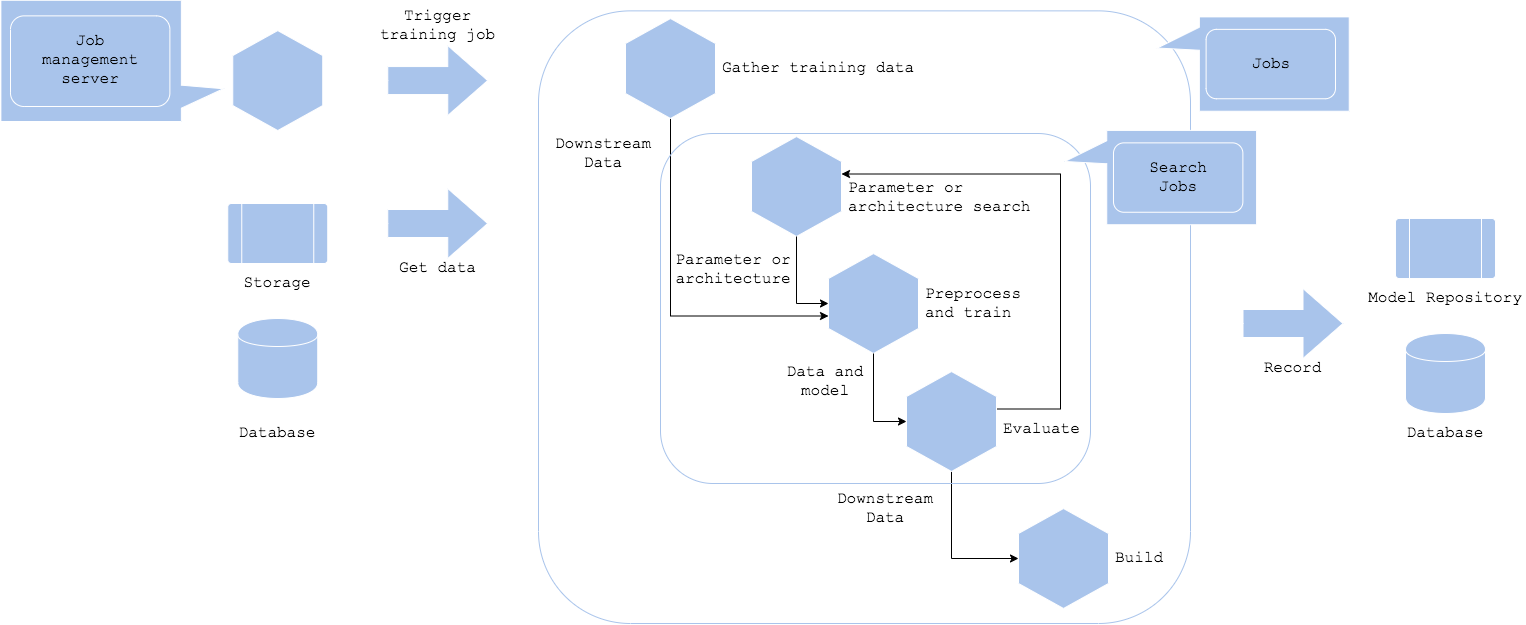 Job
management
server
Trigger
training job
Gather training data
Jobs
Downstream
Data
Search
Jobs
Parameter or
architecture search
Storage
Get data
Parameter or
architecture
Preprocess
and train
Model Repository
Data and
model
Record
Database
Evaluate
Database
Downstream
Data
Build